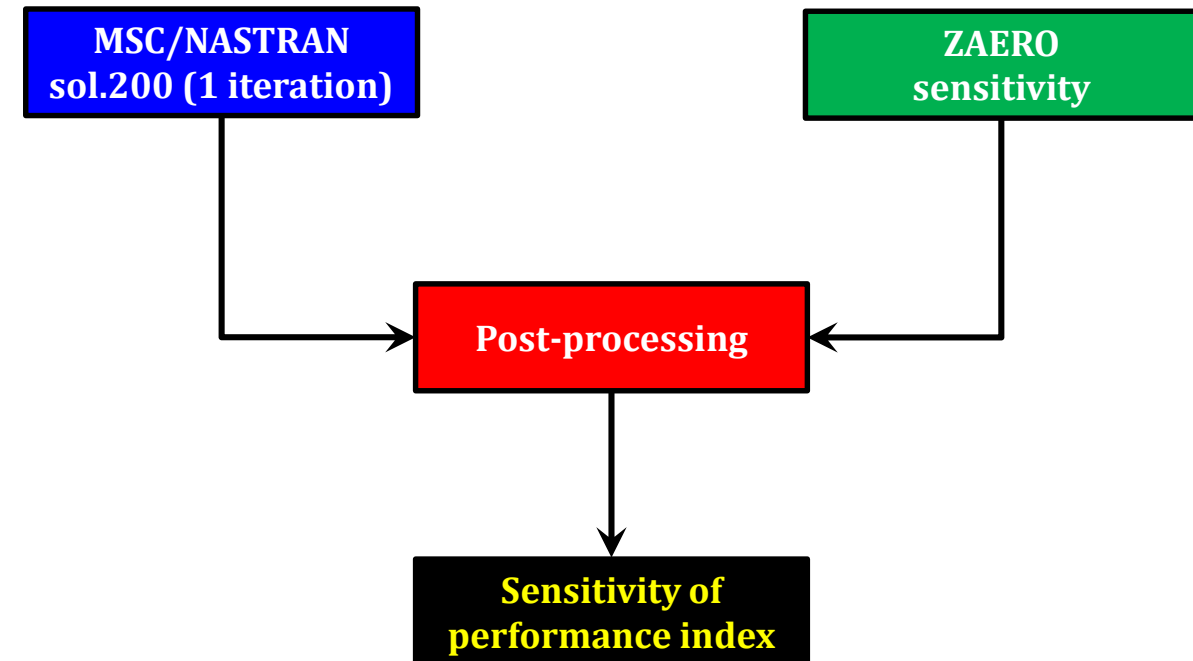 MSC/NASTRAN
sol.200 (1 iteration)
ZAERO
sensitivity
Post-processing
Sensitivity of
performance index